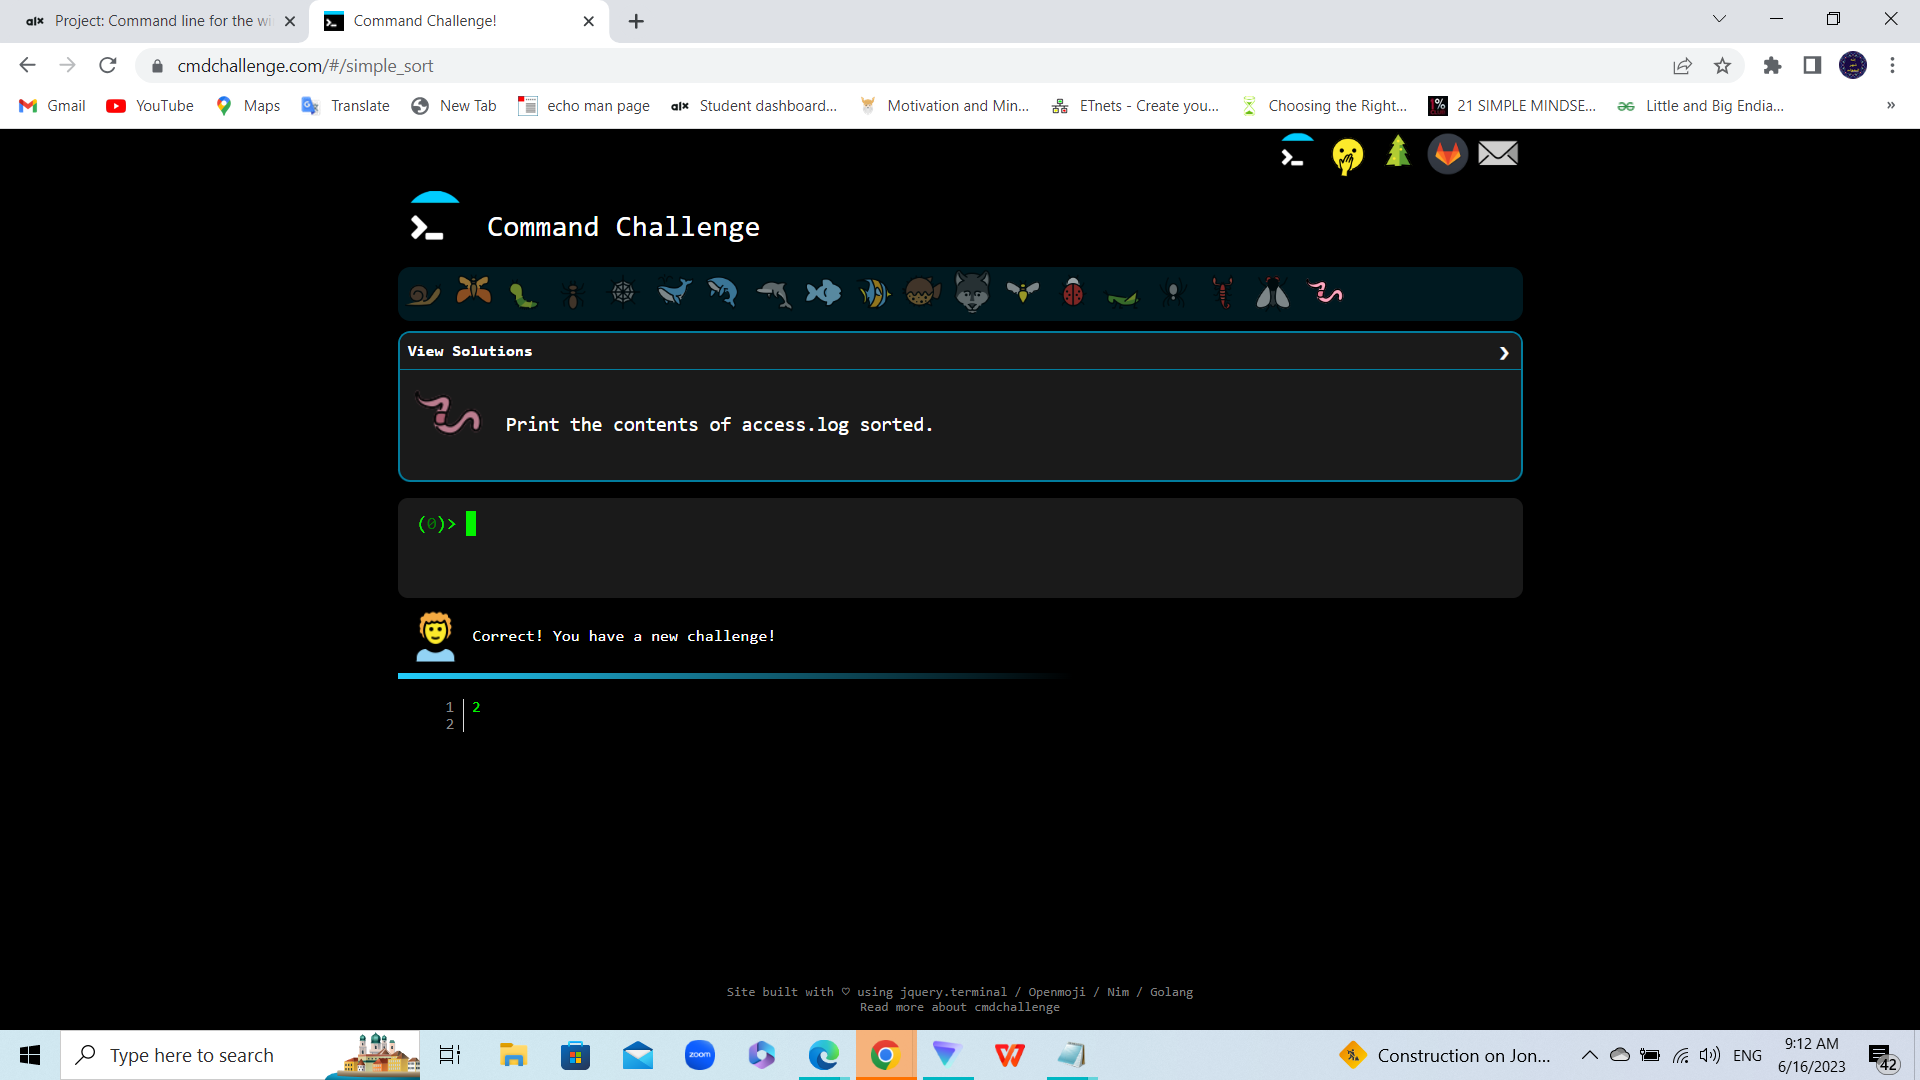 alx Project: Command line for the wi
Command Challenge!
cmdchallenge.com/#/simple_sort
Gmail
YouTube
Maps
Translate
New Tab
echo man page
alx Student dashboard...
Motivation and Min...
ETnets - Create you...
Choosing the Right...
1% 21 SIMPLE MINDSE...
Little and Big Endia...
»
Command Challenge
View Solutions
Print the contents of access.log sorted.
(0)>
Correct! You have a new challenge!
1 2
2
Site built with ♡ using jquery.terminal / Openmoji / Nim / Golang
Read more about cmdchallenge
Type here to search
zoom
Construction on Jon...
ENG
9:12 AM
6/16/2023
42